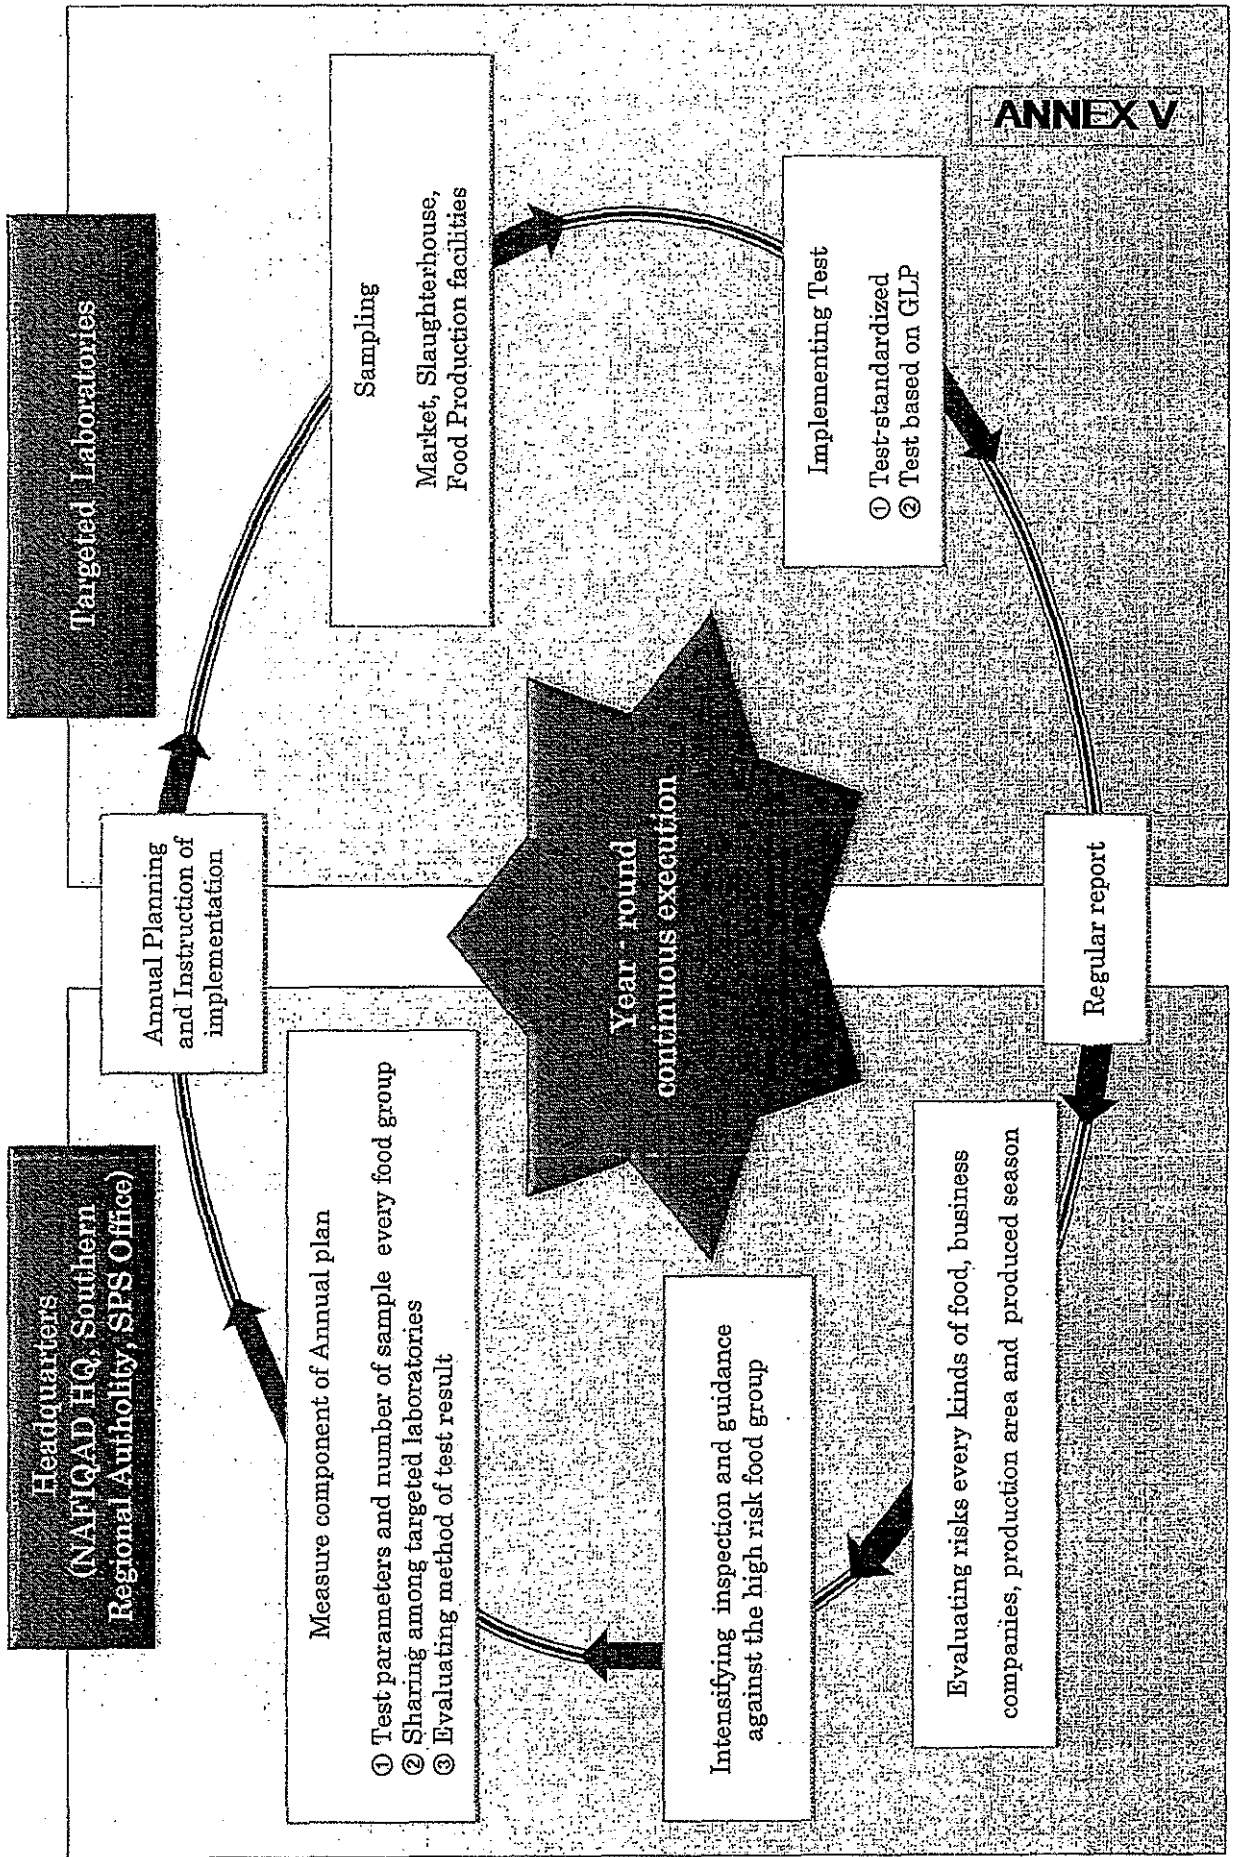 Headquarters
(NAFIQAD HQ, Southern
Regional Autholity, SPS Office)
Targeted Laboratories
Annual Planning
and Instruction of
implementation
Measure component of Annual plan
① Test parameters and number of sample every food group
② Sharing among targeted laboratories
③ Evaluating method of test result
Sampling
Market, Slaughterhouse,
Food Production facilities
Year - round
continuous execution
Intensifying inspection and guidance
against the high risk food group
Implementing Test
① Test-standardized
② Test based on GLP
Evaluating risks every kinds of food, business
companies, production area and produced season
Regular report
ANNEX V